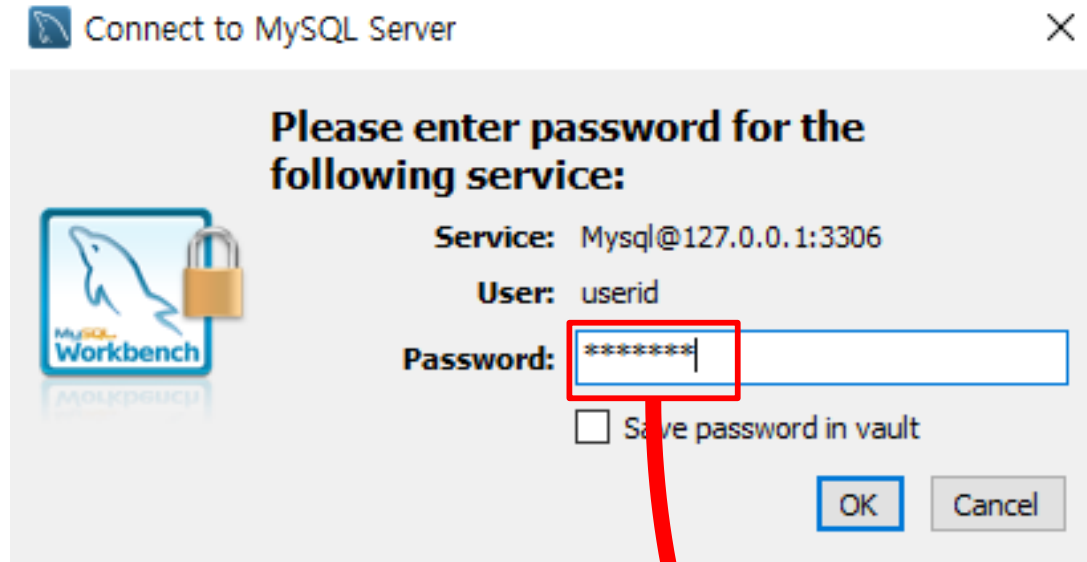 Connect to MySQL Server
Please enter password for the
following service:
Service: Mysql@127.0.0.1:3306
User: userid
MySQL
Workbench
Password: *******
Save password in vault
OK Cancel